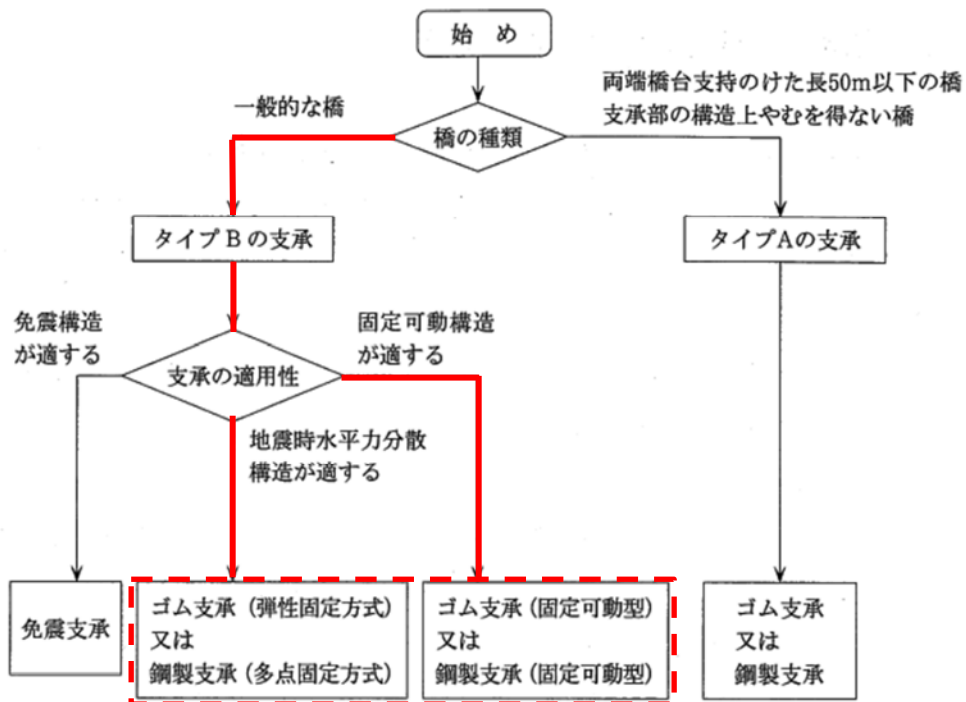 始 め
両端橋台支持のけた長50m以下の橋
支承部の構造上やむを得ない橋
一般的な橋
橋の種類
タイプBの支承
タイプAの支承
免震構造
が適する
固定可動構造
が適する
支承の適用性
地震時水平力分散
構造が適する
免震支承
ゴム支承(弾性固定方式)
又は
鋼製支承(多点固定方式)
ゴム支承(固定可動型)
又は
鋼製支承(固定可動型)
ゴム支承
又は
鋼製支承